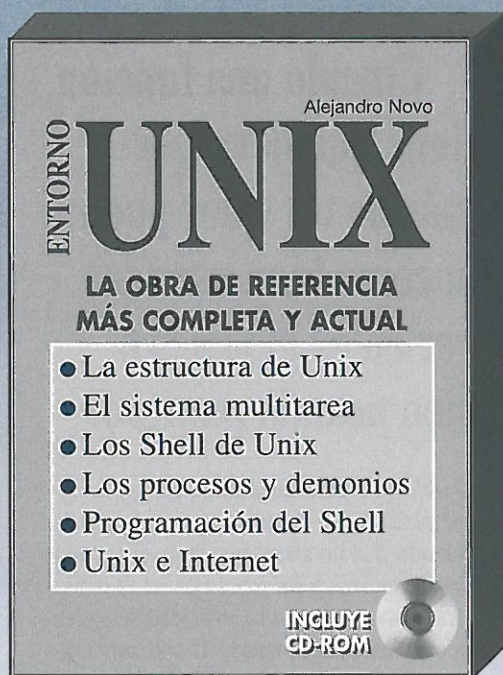 Alejandro Novo
ENTORNO
UNIX
LA OBRA DE REFERENCIA
MÁS COMPLETA Y ACTUAL
• La estructura de Unix
• El sistema multitarea
• Los Shell de Unix
• Los procesos y demonios
• Programación del Shell
• Unix e Internet
INCLUYE
CD-ROM